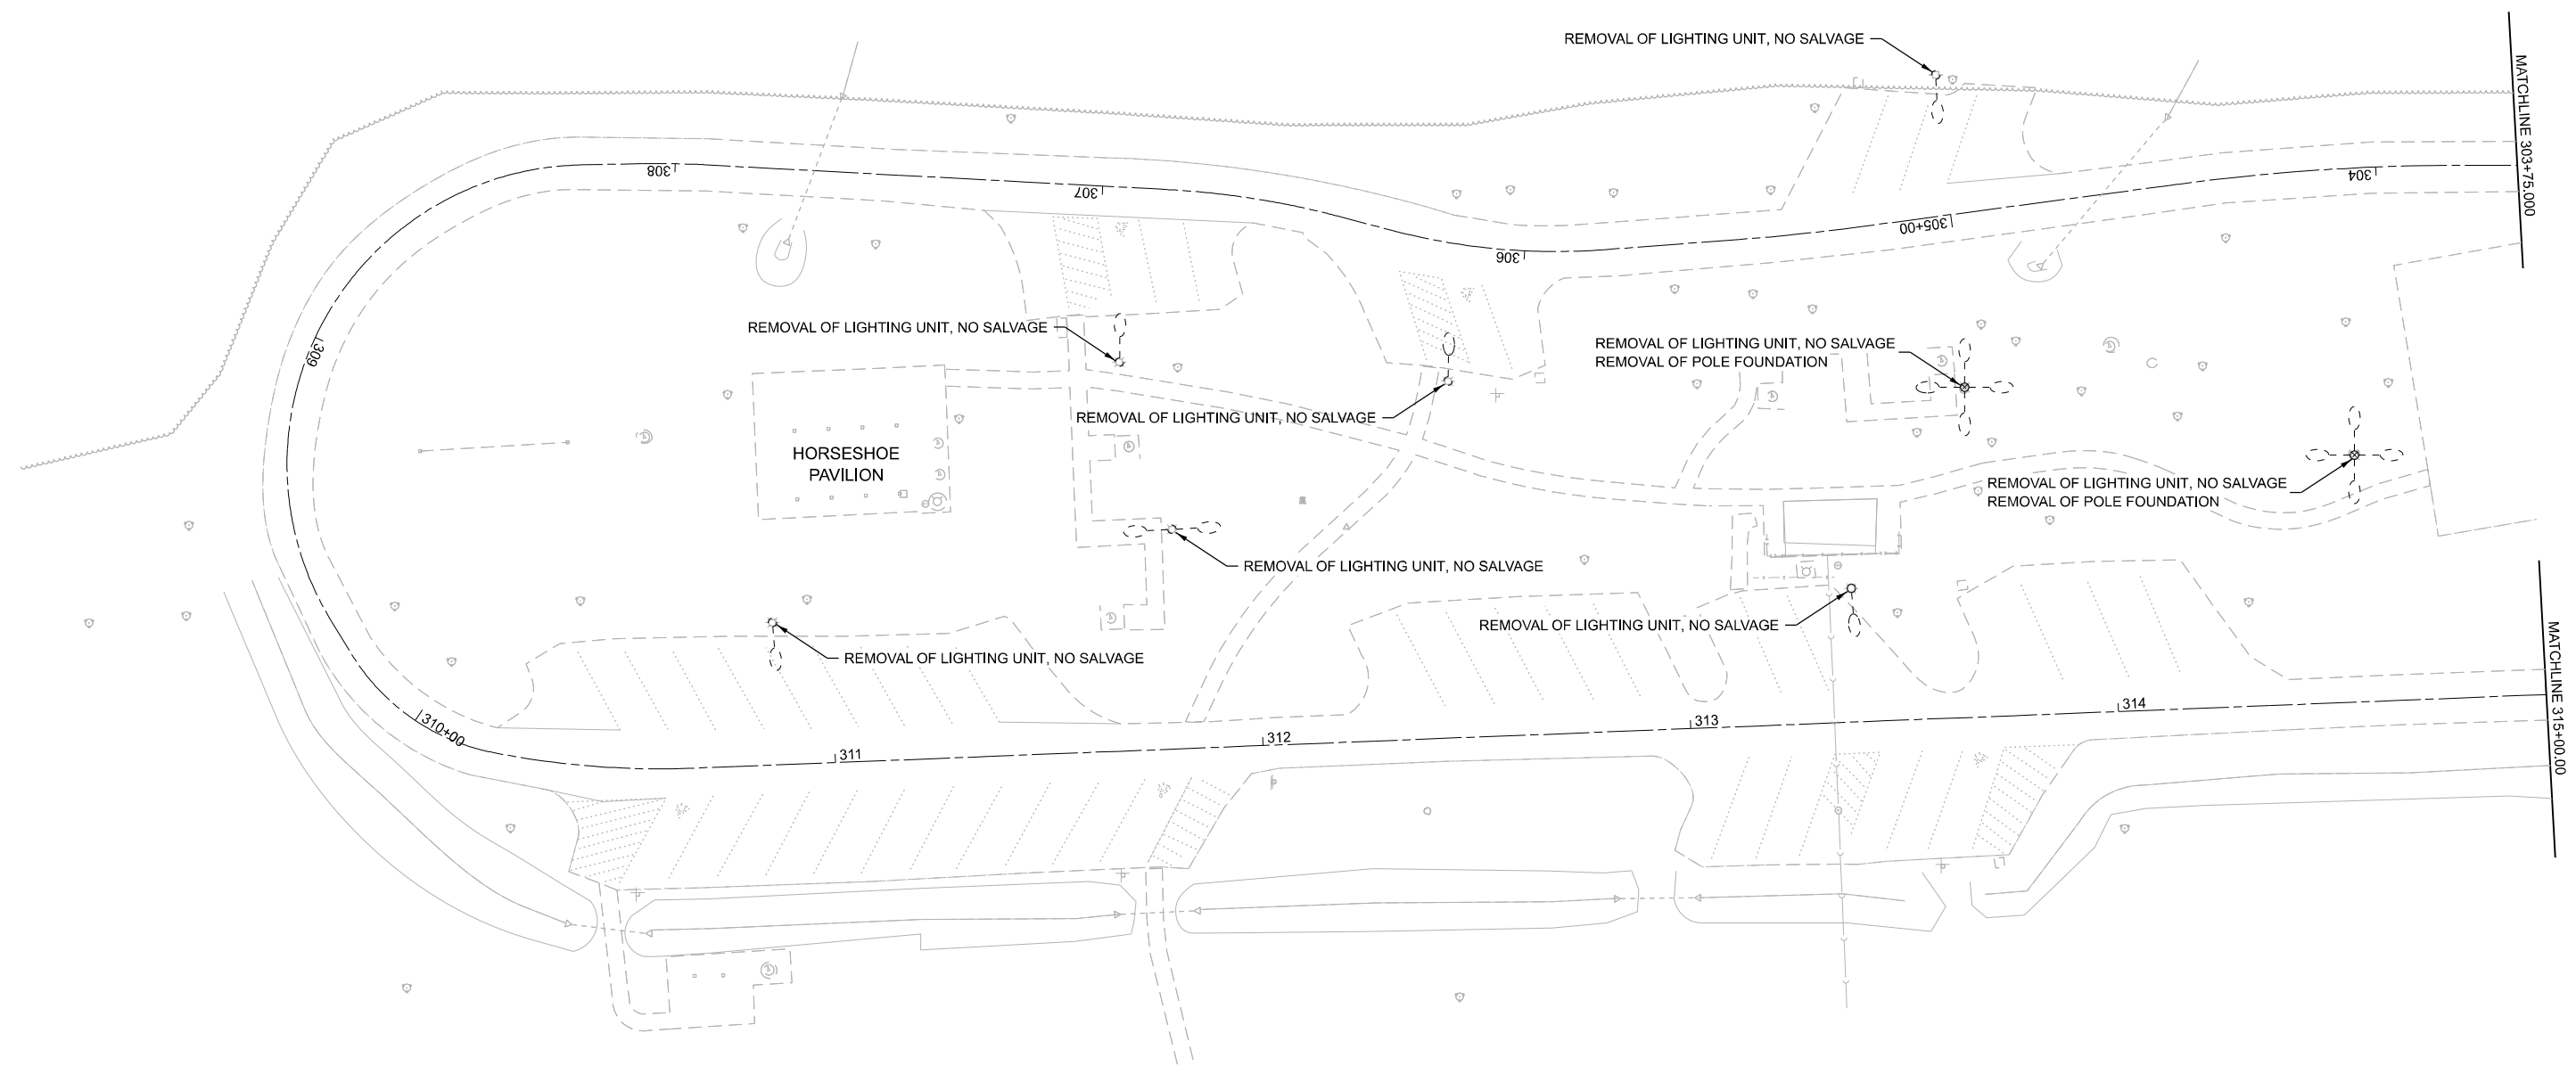 REMOVAL OF LIGHTING UNIT, NO SALVAGE
MATCHLINE 303+75.000
308
307
304
305+00
306
REMOVAL OF LIGHTING UNIT, NO SALVAGE
309
REMOVAL OF LIGHTING UNIT, NO SALVAGE
REMOVAL OF POLE FOUNDATION
REMOVAL OF LIGHTING UNIT, NO SALVAGE
HORSESHOE
PAVILION
REMOVAL OF LIGHTING UNIT, NO SALVAGE
REMOVAL OF POLE FOUNDATION
REMOVAL OF LIGHTING UNIT, NO SALVAGE
REMOVAL OF LIGHTING UNIT, NO SALVAGE
REMOVAL OF LIGHTING UNIT, NO SALVAGE
MATCHLINE 315+00.00
310+00
311
312
313
314